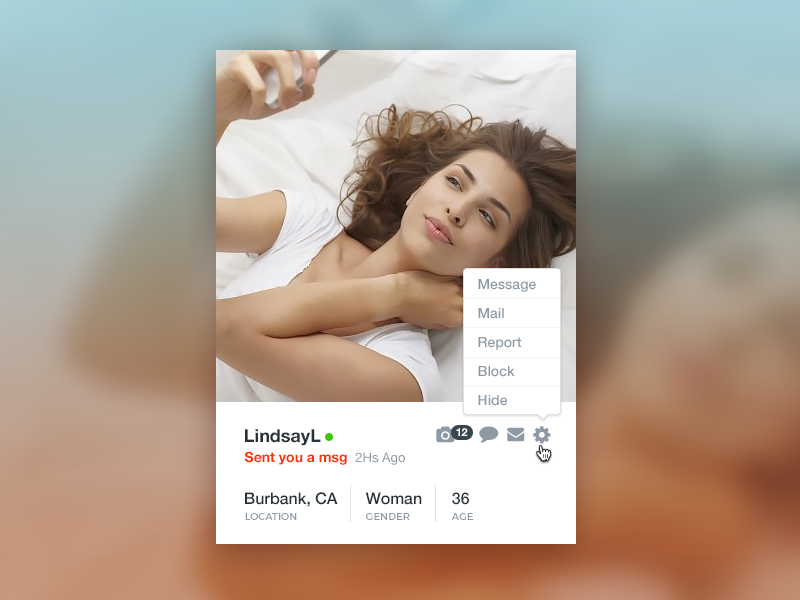 Message
Mail
Report
Block
Hide
LindsayL
12
Sent you a msg 2Hs Ago
Burbank, CA Woman 36
LOCATION GENDER AGE